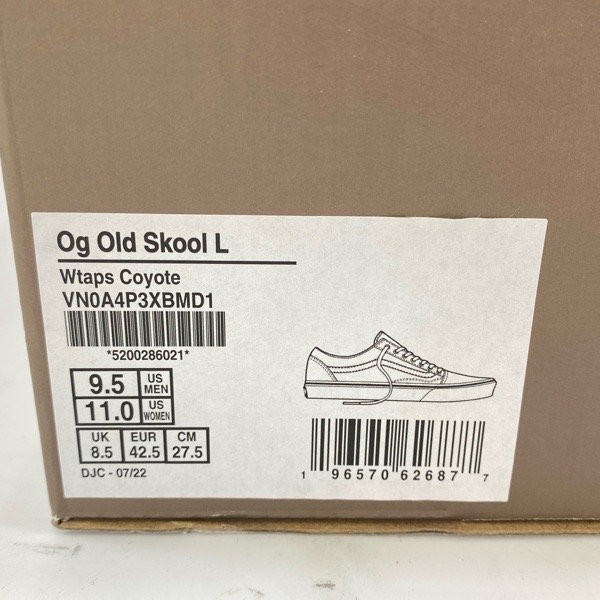 Og Old Skool L
Wtaps Coyote
VN0A4P3XBMD1
*5200286021*
9.5 US MEN
11.0 US WOMEN
UK 8.5 EUR 42.5 CM 27.5
DJC - 07/22
1 96570 62687 7